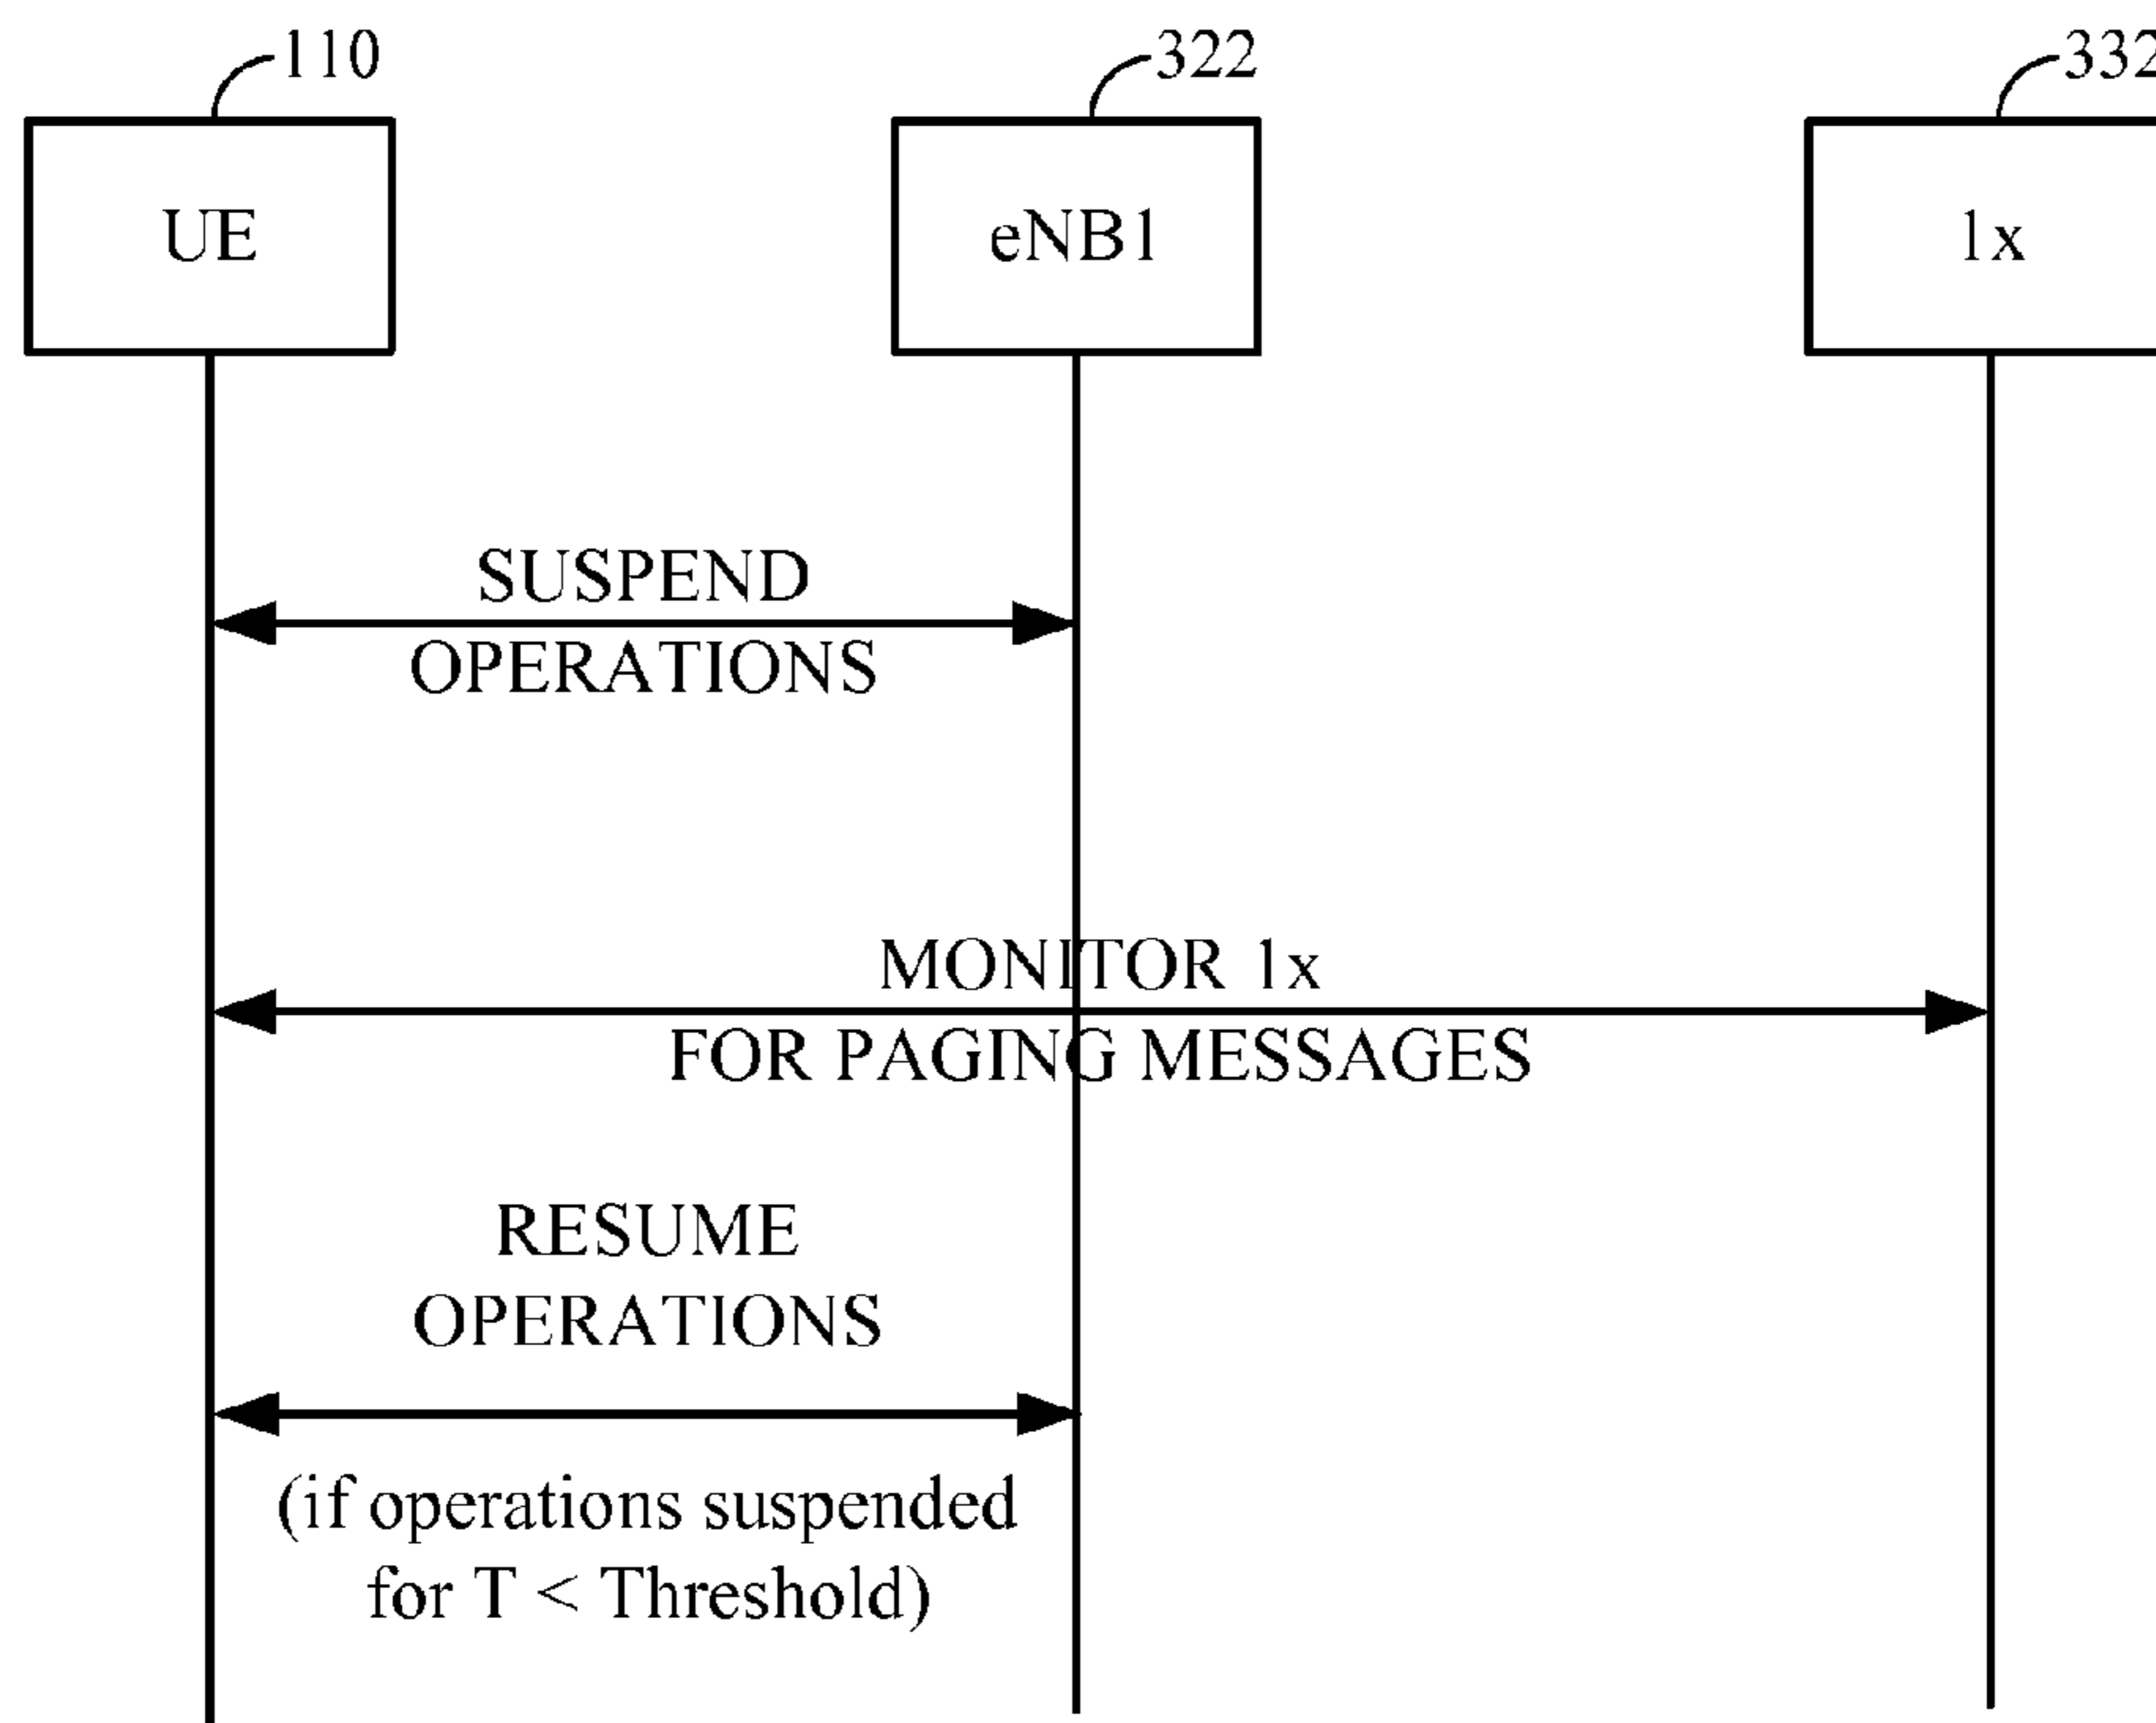 110
322
332
UE
eNB1
1x
SUSPEND
OPERATIONS
MONITOR 1x
FOR PAGING MESSAGES
RESUME
OPERATIONS
(if operations suspended
for T < Threshold)